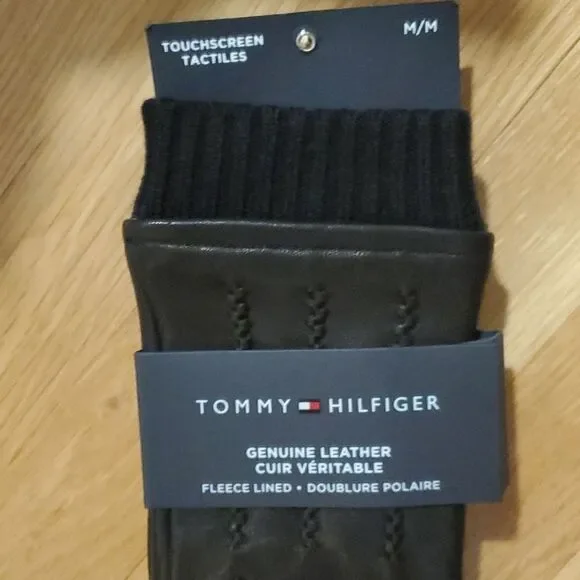 TOUCHSCREEN
TACTILES
M/M
TOMMY HILFIGER
GENUINE LEATHER
CUIR VÉRITABLE
FLEECE LINED • DOUBLURE POLAIRE